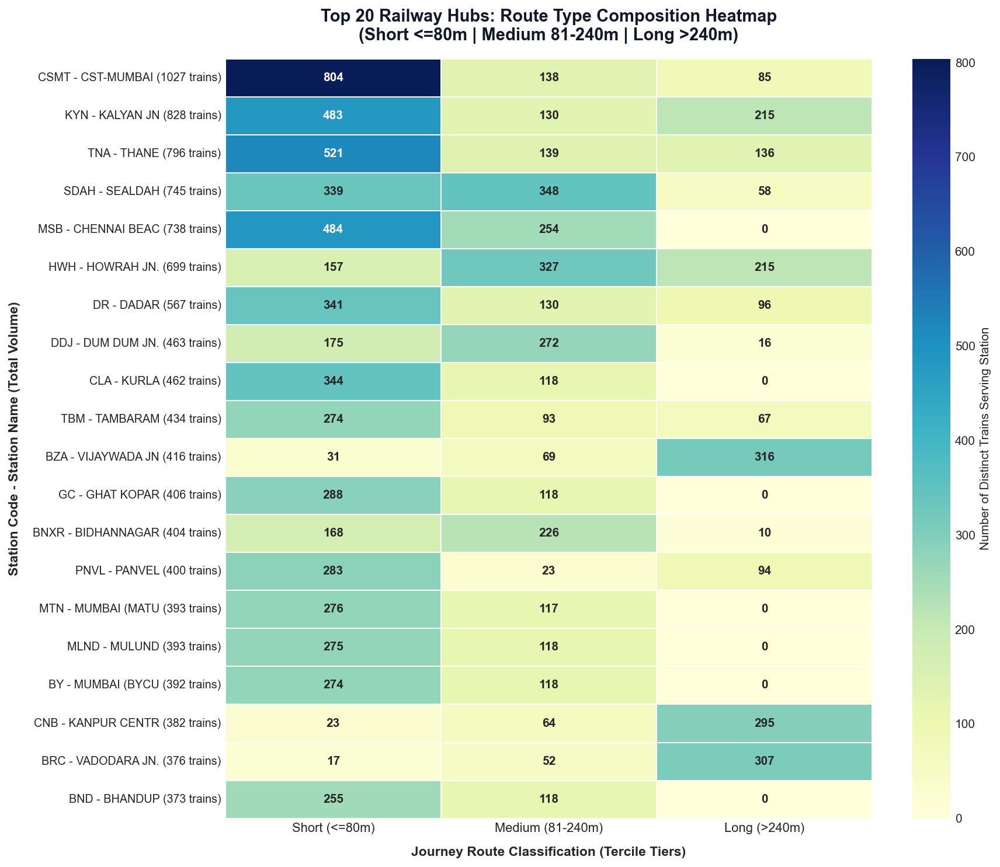 Top 20 Railway Hubs: Route Type Composition Heatmap
(Short <=80m | Medium 81-240m | Long >240m)
Station Code - Station Name (Total Volume)
CSMT - CST-MUMBAI (1027 trains) 804 138 85
KYN - KALYAN JN (828 trains) 483 130 215
TNA - THANE (796 trains) 521 139 136
SDAH - SEALDAH (745 trains) 339 348 58
MSB - CHENNAI BEAC (738 trains) 484 254 0
HWH - HOWRAH JN. (699 trains) 157 327 215
DR - DADAR (567 trains) 341 130 96
DDJ - DUM DUM JN. (463 trains) 175 272 16
CLA - KURLA (462 trains) 344 118 0
TBM - TAMBARAM (434 trains) 274 93 67
BZA - VIJAYWADA JN (416 trains) 31 69 316
GC - GHAT KOPAR (406 trains) 288 118 0
BNXR - BIDHANNAGAR (404 trains) 168 226 10
PNVL - PANVEL (400 trains) 283 23 94
MTN - MUMBAI (MATU (393 trains) 276 117 0
MLND - MULUND (393 trains) 275 118 0
BY - MUMBAI (BYCU (392 trains) 274 118 0
CNB - KANPUR CENTR (382 trains) 23 64 295
BRC - VADODARA JN. (376 trains) 17 52 307
BND - BHANDUP (373 trains) 255 118 0
Short (<=80m) Medium (81-240m) Long (>240m)
Journey Route Classification (Tercile Tiers)
800
700
600
500
400
300
200
100
0
Number of Distinct Trains Serving Station